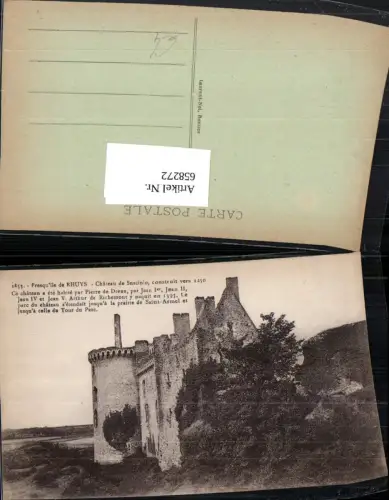 Artikel Nr.
658272
CARTE POSTALE
1653. - Presqu'île de RHUYS - Château de Sucinio, construit vers 1250
Ce château a été habité par Pierre de Dreux, par Jean Ier, Jean II,
Jean IV et Jean V. Arthur de Richemont y naquit en 1393. Le
parc du château s'étendait jusqu'à la prairie de Saint-Armel et
jusqu'à celle du Tour du Parc.